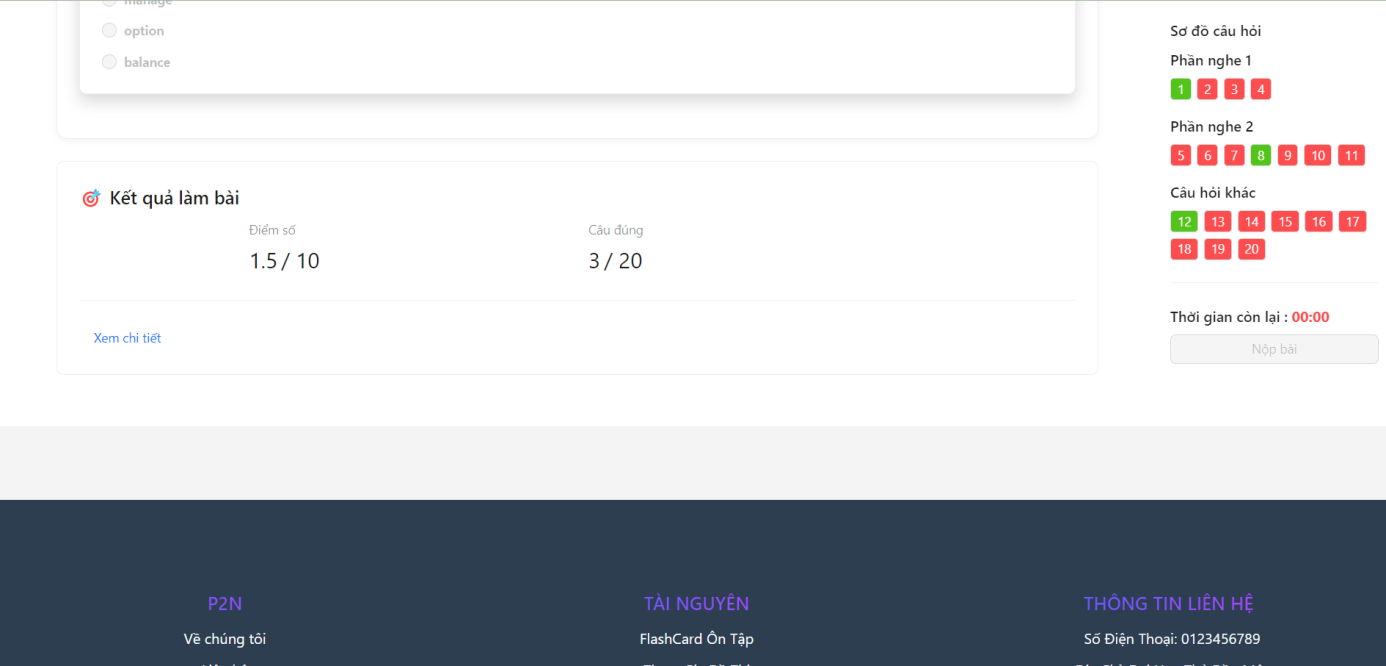 manage
option
balance
Kết quả làm bài
Điểm số
1.5 / 10
Câu đúng
3 / 20
Xem chi tiết
Sơ đồ câu hỏi
Phần nghe 1
1 2 3 4
Phần nghe 2
5 6 7 8 9 10 11
Câu hỏi khác
12 13 14 15 16 17
18 19 20
Thời gian còn lại : 00:00
Nộp bài
P2N
Về chúng tôi
TÀI NGUYÊN
FlashCard Ôn Tập
THÔNG TIN LIÊN HỆ
Số Điện Thoại: 0123456789